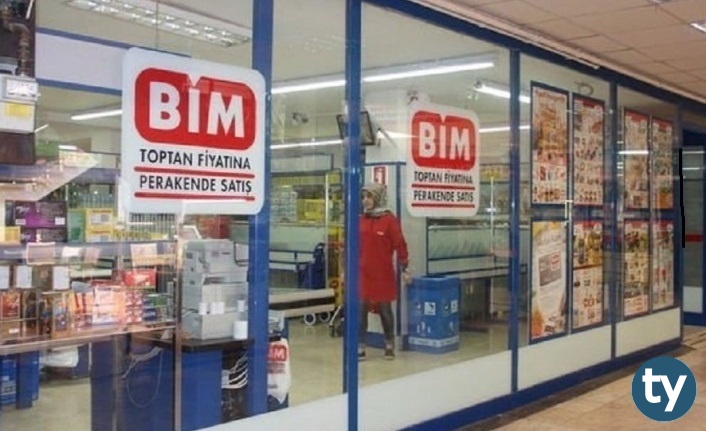 BİM
TOPTAN FİYATINA
PERAKENDE SATIŞ
BİM
TOPTAN FİYATINA
PERAKENDE SATIŞ
BİM
ty